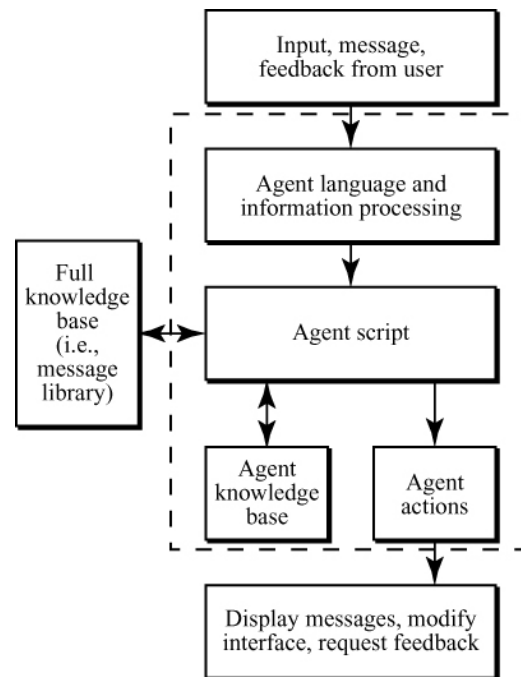 Input, message,
feedback from user
Agent language and
information processing
Full
knowledge
base
(i.e.,
message
library)
Agent script
Agent
knowledge
base
Agent
actions
Display messages, modify
interface, request feedback